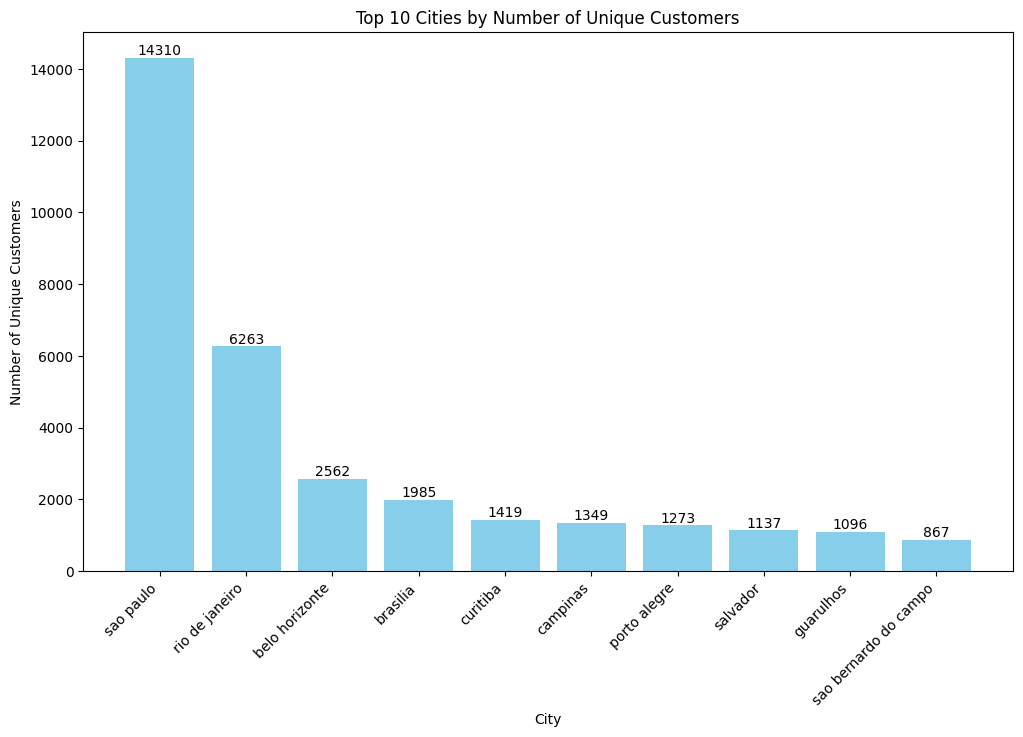 Top 10 Cities by Number of Unique Customers
Number of Unique Customers
14000
12000
10000
8000
6000
4000
2000
0
14310
6263
2562
1985
1419
1349
1273
1137
1096
867
sao paulo
rio de janeiro
belo horizonte
brasilia
curitiba
campinas
porto alegre
salvador
guarulhos
sao bernardo do campo
City